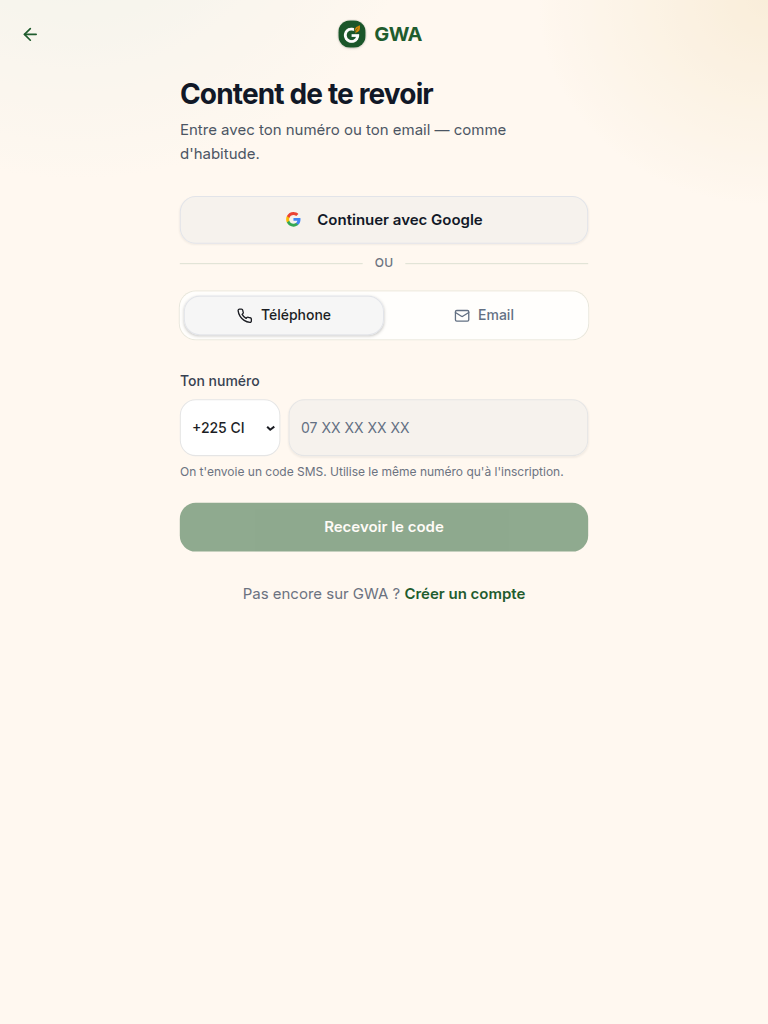 GWA
Content de te revoir
Entre avec ton numéro ou ton email — comme
d'habitude.
Continuer avec Google
OU
Téléphone
Email
Ton numéro
+225 CI
07 XX XX XX XX
On t'envoie un code SMS. Utilise le même numéro qu'à l'inscription.
Recevoir le code
Pas encore sur GWA ? Créer un compte